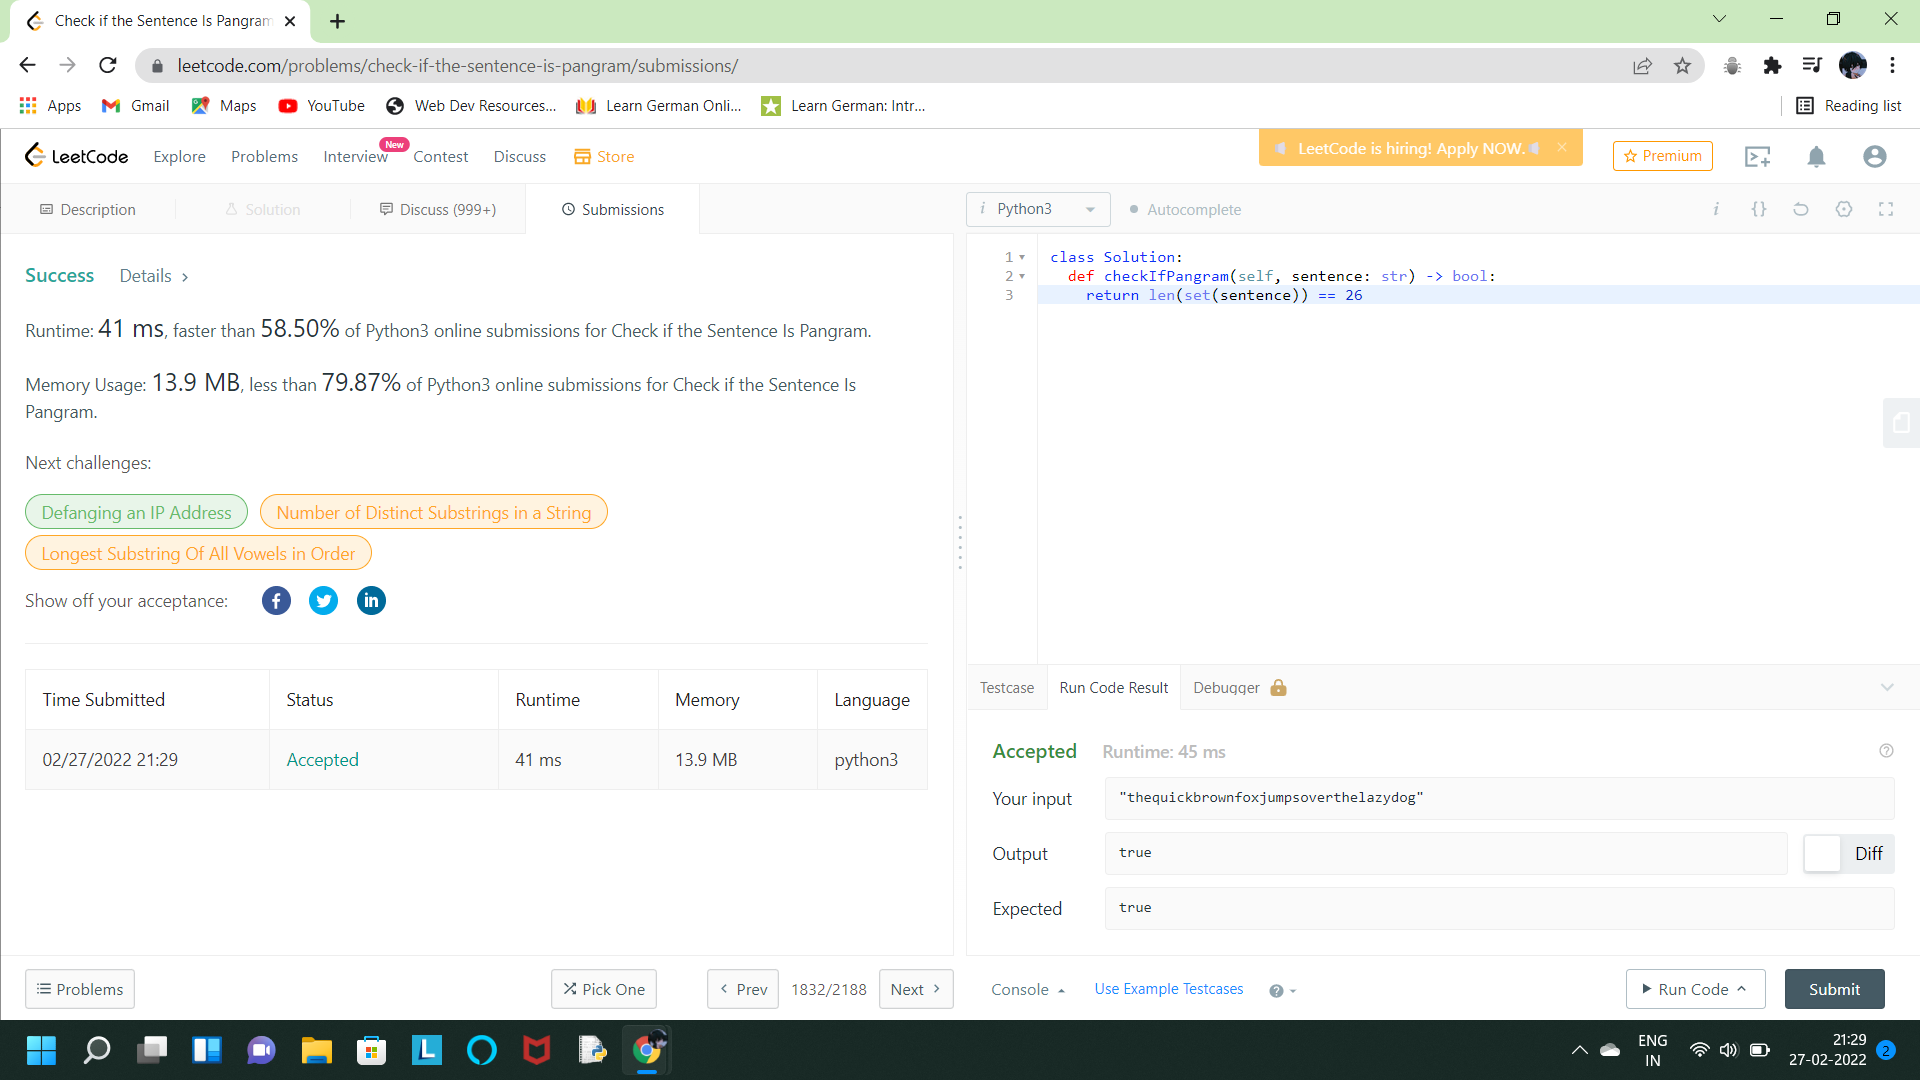 Check if the Sentence Is Pangram
leetcode.com/problems/check-if-the-sentence-is-pangram/submissions/
Apps Gmail Maps YouTube Web Dev Resources... Learn German Onli... Learn German: Intr... Reading list
LeetCode Explore Problems Interview New Contest Discuss Store LeetCode is hiring! Apply NOW. Premium
Description Solution Discuss (999+) Submissions
i Python3 Autocomplete i {}
Success Details >
Runtime: 41 ms, faster than 58.50% of Python3 online submissions for Check if the Sentence Is Pangram.
Memory Usage: 13.9 MB, less than 79.87% of Python3 online submissions for Check if the Sentence Is
Pangram.
Next challenges:
Defanging an IP Address Number of Distinct Substrings in a String
Longest Substring Of All Vowels in Order
Show off your acceptance:
Time Submitted Status Runtime Memory Language
02/27/2022 21:29 Accepted 41 ms 13.9 MB python3
1 class Solution:
2 def checkIfPangram(self, sentence: str) -> bool:
3 return len(set(sentence)) == 26
Testcase Run Code Result Debugger
Accepted Runtime: 45 ms
Your input "thequickbrownfoxjumpsoverthelazydog"
Output true Diff
Expected true
Problems Pick One < Prev 1832/2188 Next >
Console Use Example Testcases Run Code Submit
ENG 21:29
IN 27-02-2022 2